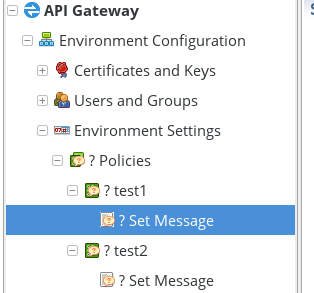 API Gateway
Environment Configuration
Certificates and Keys
Users and Groups
Environment Settings
? Policies
? test1
? Set Message
? test2
? Set Message